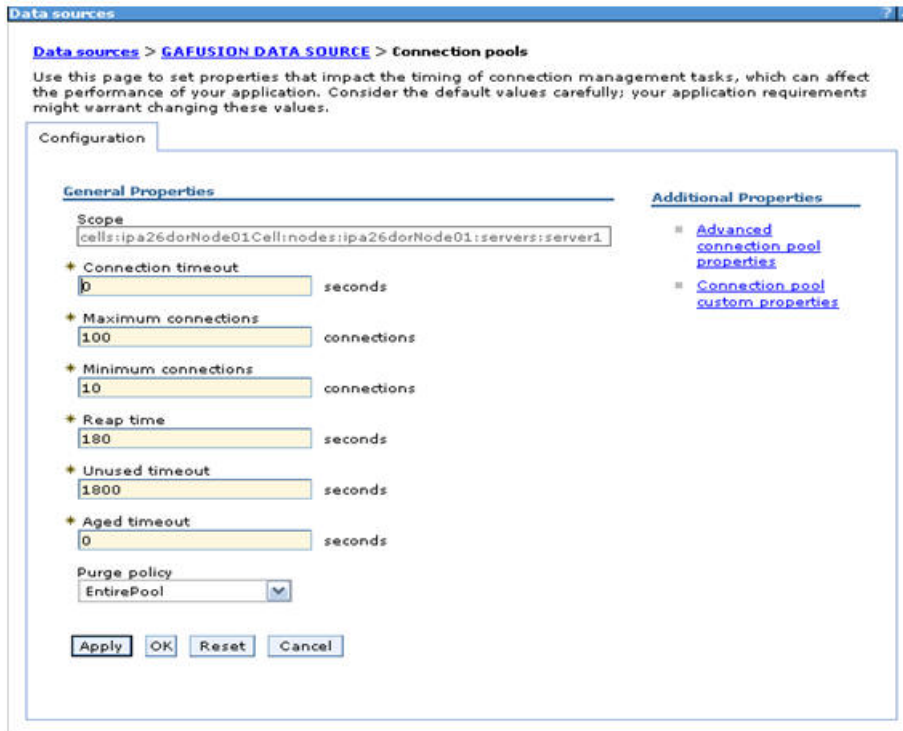 Data sources
?
Data sources > GAFUSION DATA SOURCE > Connection pools
Use this page to set properties that impact the timing of connection management tasks, which can affect
the performance of your application. Consider the default values carefully; your application requirements
might warrant changing these values.
Configuration
General Properties
Scope
cells:ipa26dorNode01Cell:nodes:ipa26dorNode01:servers:server1
Connection timeout
0 seconds
Maximum connections
100 connections
Minimum connections
10 connections
Reap time
180 seconds
Unused timeout
1800 seconds
Aged timeout
0 seconds
Purge policy
EntirePool
Apply OK Reset Cancel
Additional Properties
Advanced
connection pool
properties
Connection pool
custom properties